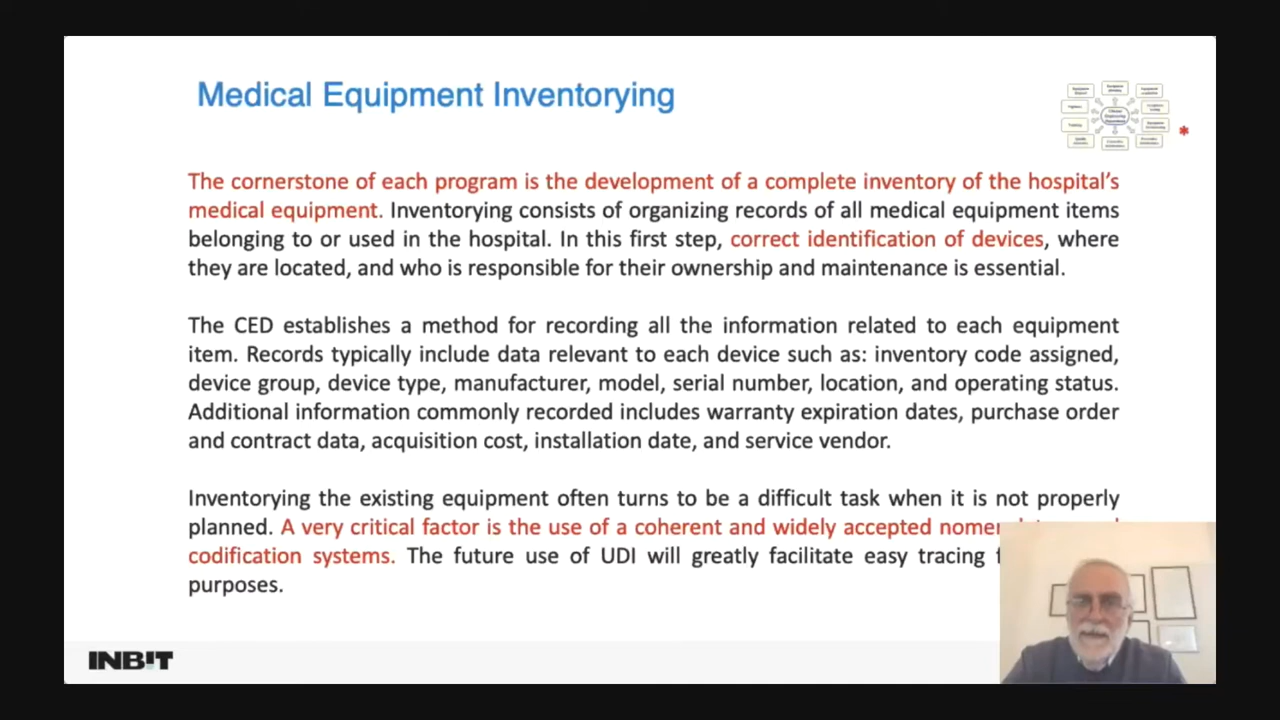 Medical Equipment Inventorying
*
The cornerstone of each program is the development of a complete inventory of the hospital's
medical equipment. Inventorying consists of organizing records of all medical equipment items
belonging to or used in the hospital. In this first step, correct identification of devices, where
they are located, and who is responsible for their ownership and maintenance is essential.
The CED establishes a method for recording all the information related to each equipment
item. Records typically include data relevant to each device such as: inventory code assigned,
device group, device type, manufacturer, model, serial number, location, and operating status.
Additional information commonly recorded includes warranty expiration dates, purchase order
and contract data, acquisition cost, installation date, and service vendor.
Inventorying the existing equipment often turns to be a difficult task when it is not properly
planned. A very critical factor is the use of a coherent and widely accepted
codification systems. The future use of UDI will greatly facilitate easy tracing
purposes.
INBIT